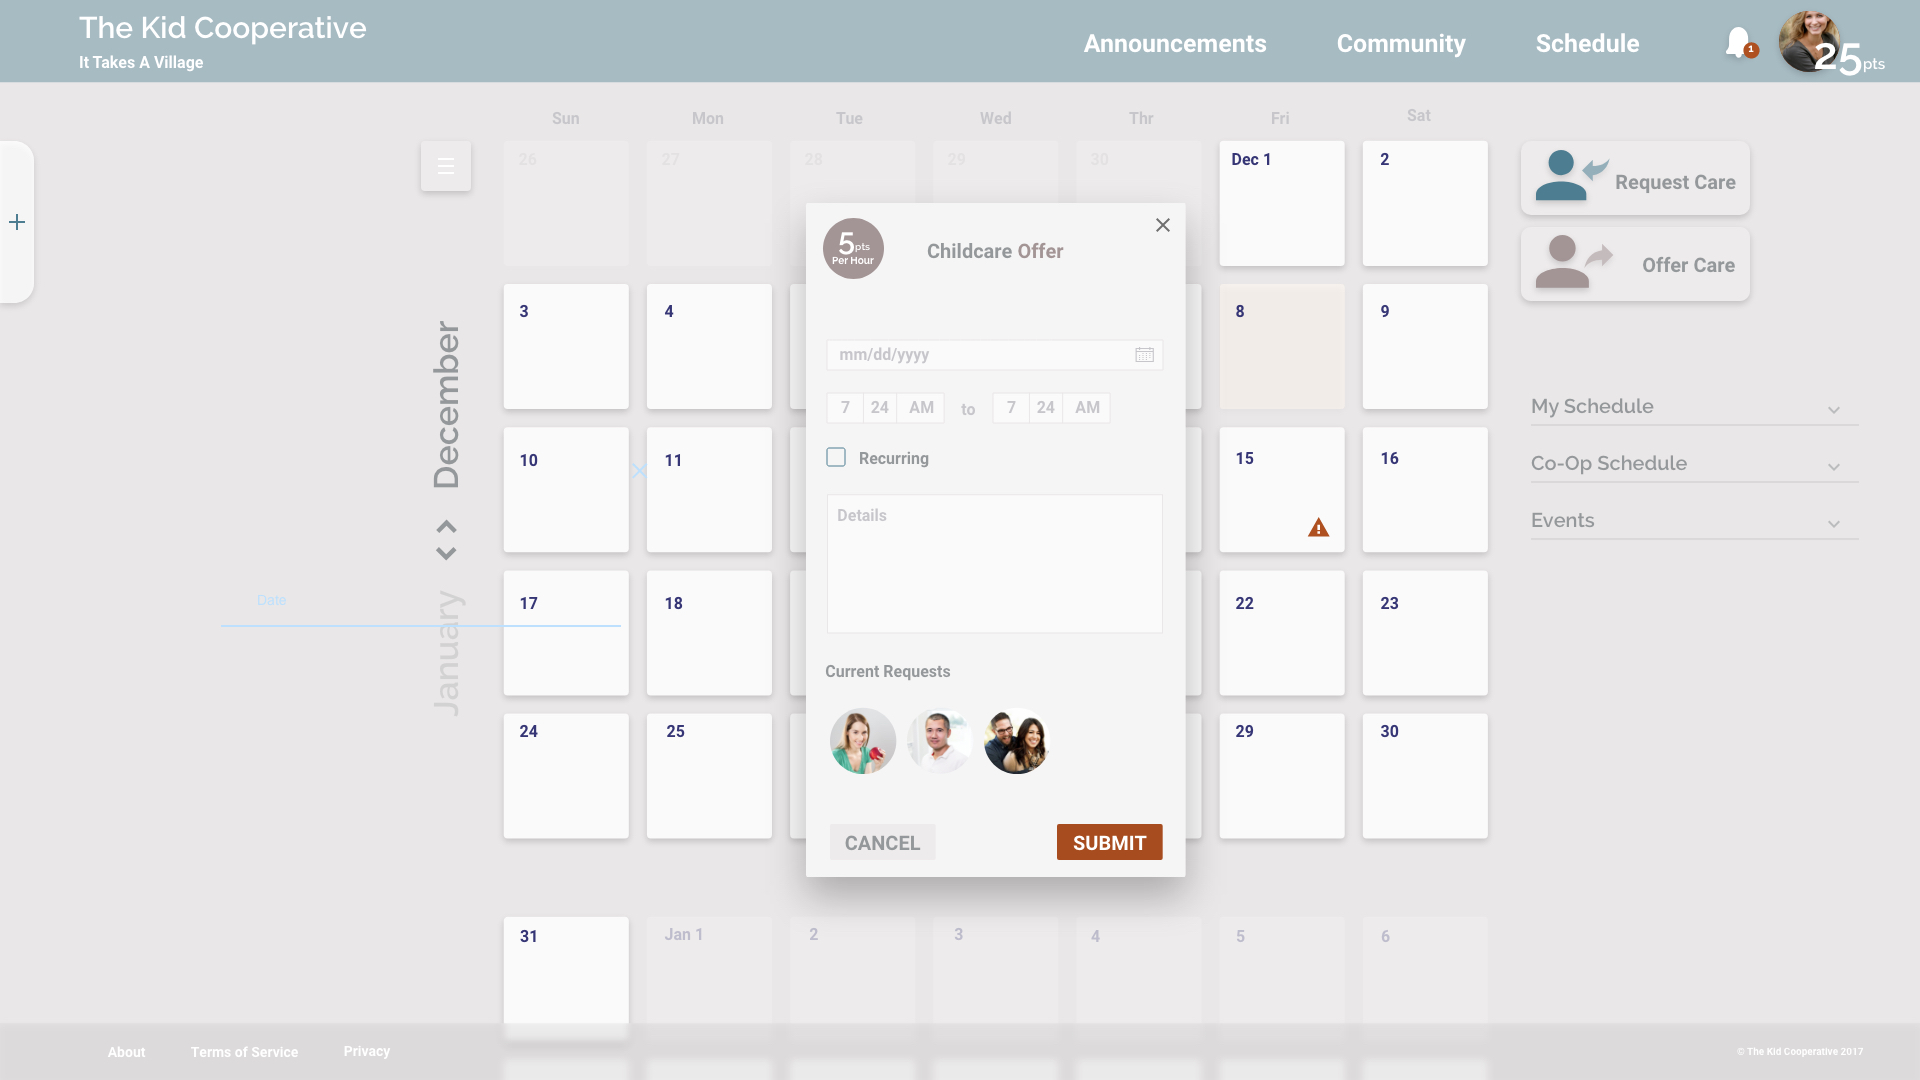 The Kid Cooperative
It Takes A Village
Announcements
Community
Schedule
1
25pts
Sun
Mon
Tue
Wed
Thr
Fri
Sat
26
27
28
29
30
Dec 1
2
3
4
8
9
10
11
15
16
17
18
22
23
24
25
29
30
31
Jan 1
2
3
4
5
6
December
January
Date
5pts
Per Hour
Childcare Offer
mm/dd/yyyy
7 24 AM to 7 24 AM
Recurring
Details
Current Requests
CANCEL
SUBMIT
Request Care
Offer Care
My Schedule
Co-Op Schedule
Events
About
Terms of Service
Privacy
© The Kid Cooperative 2017